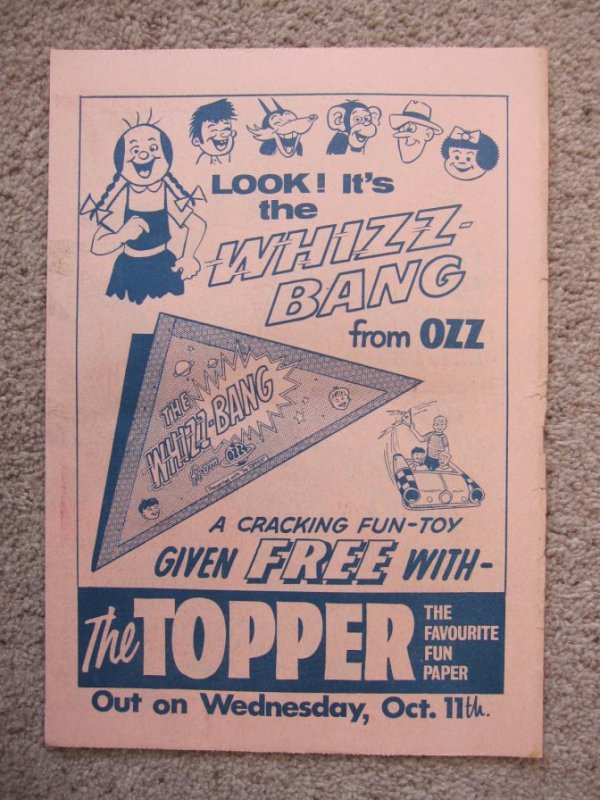 LOOK! It's
the
WHIZZ-
BANG
from OZZ
THE
WHIZZ-BANG
from OZZ
A CRACKING FUN-TOY
GIVEN FREE WITH-
The TOPPER
THE
FAVOURITE
FUN
PAPER
Out on Wednesday, Oct. 11th.